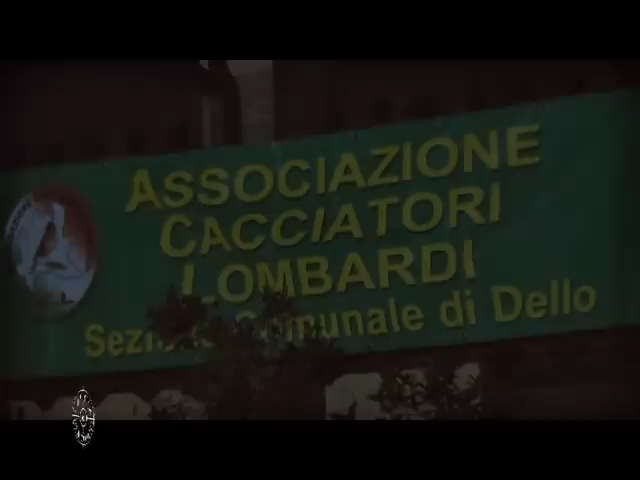 ASSOCIAZIONE
CACCIATORI
LOMBARDI
Sezione Comunale di Dello